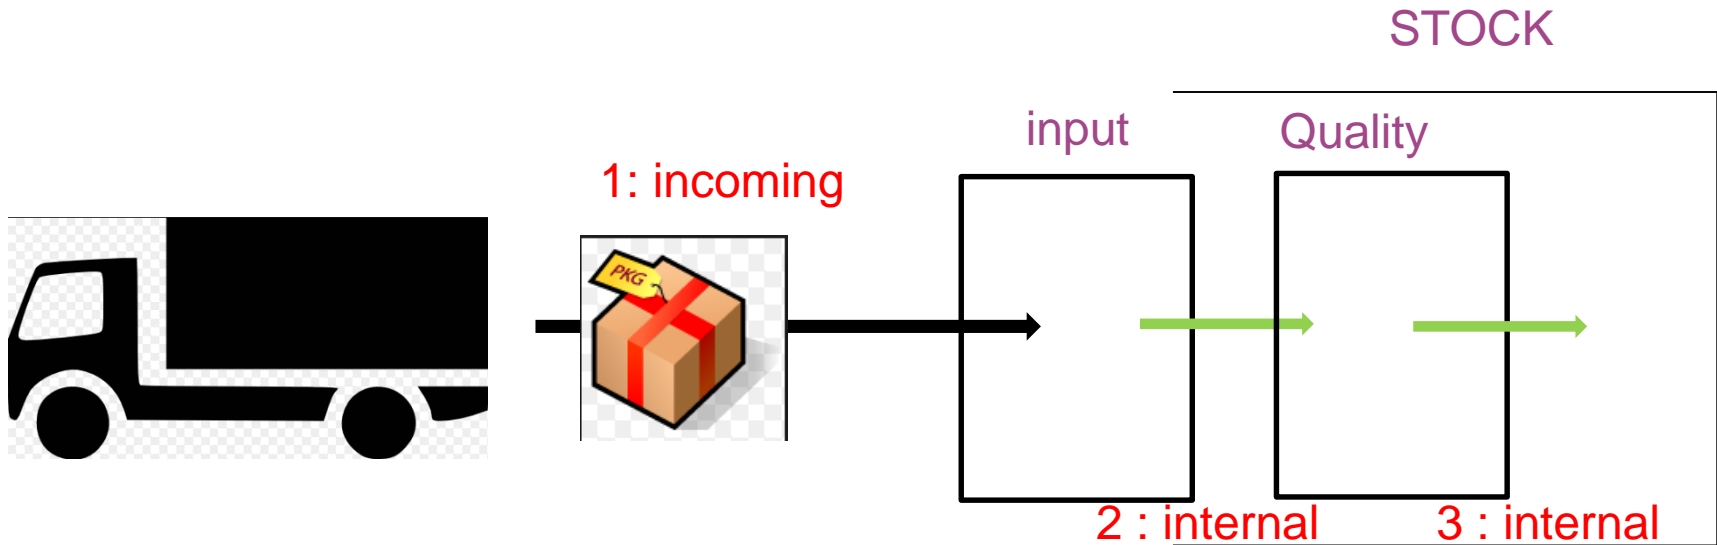 STOCK
input
Quality
1: incoming
PKG
2 : internal
3 : internal